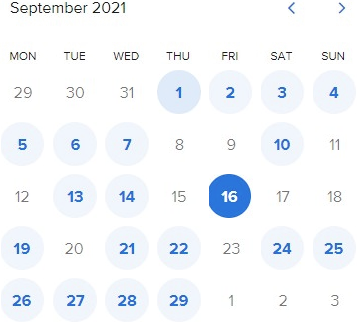 September 2021
MON TUE WED THU FRI SAT SUN
29 30 31 1 2 3 4
5 6 7 8 9 10 11
12 13 14 15 16 17 18
19 20 21 22 23 24 25
26 27 28 29 1 2 3